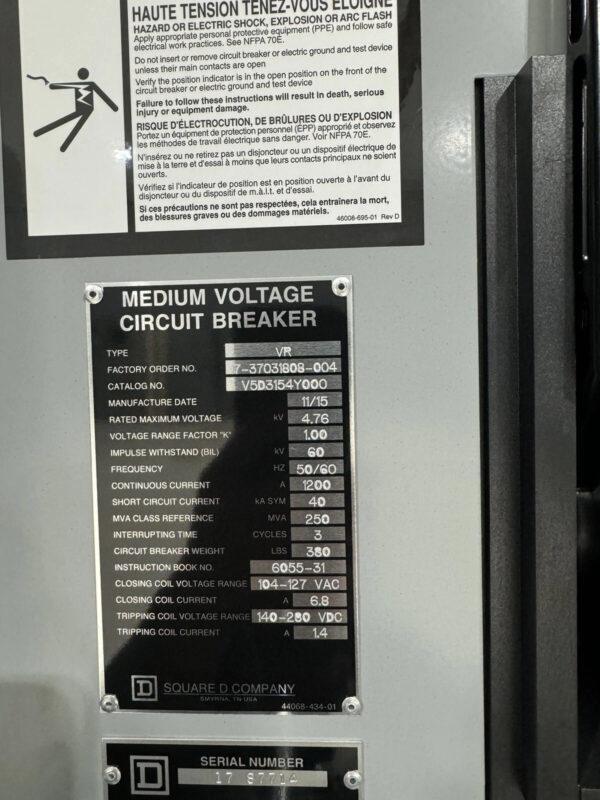 HAUTE TENSION TENEZ-VOUS ÉLOIGNÉ
HAZARD OR ELECTRIC SHOCK, EXPLOSION OR ARC FLASH
Apply appropriate personal protective equipment (PPE) and follow safe
electrical work practices. See NFPA 70E.
Do not insert or remove circuit breaker or electric ground and test device
unless their main contacts are open
Verify the position indicator is in the open position on the front of the
circuit breaker or electric ground and test device
Failure to follow these instructions will result in death, serious
injury or equipment damage.
RISQUE D'ÉLECTROCUTION, DE BRÛLURES OU D'EXPLOSION
Portez un équipement de protection personnel (ÉPP) approprié et observez
les méthodes de travail électrique sans danger. Voir NFPA 70E.
N'insérez ou ne retirez pas un disjoncteur ou un dispositif électrique de
mise à la terre et d'essai à moins que leurs contacts principaux ne soient
ouverts.
Vérifiez si l'indicateur de position est en position ouverte à l'avant du
disjoncteur ou du dispositif de m.à.l.t. et d'essai.
Si ces précautions ne sont pas respectées, cela entraînera la mort,
des blessures graves ou des dommages matériels.
46008-695-01 Rev D
MEDIUM VOLTAGE
CIRCUIT BREAKER
TYPE VR
FACTORY ORDER NO. 7-37031808-004
CATALOG NO. V5D3154Y000
MANUFACTURE DATE 11/15
RATED MAXIMUM VOLTAGE kV 4.76
VOLTAGE RANGE FACTOR "K" 1.00
IMPULSE WITHSTAND (BIL) kV 60
FREQUENCY HZ 50/60
CONTINUOUS CURRENT A 1200
SHORT CIRCUIT CURRENT kA SYM 40
MVA CLASS REFERENCE MVA 250
INTERRUPTING TIME CYCLES 3
CIRCUIT BREAKER WEIGHT LBS 380
INSTRUCTION BOOK NO. 6055-31
CLOSING COIL VOLTAGE RANGE 104-127 VAC
CLOSING COIL CURRENT A 6.8
TRIPPING COIL VOLTAGE RANGE 140-280 VDC
TRIPPING COIL CURRENT A 1.4
D SQUARE D COMPANY
SMYRNA, TN USA
44068-434-01
D SERIAL NUMBER
17 S7714